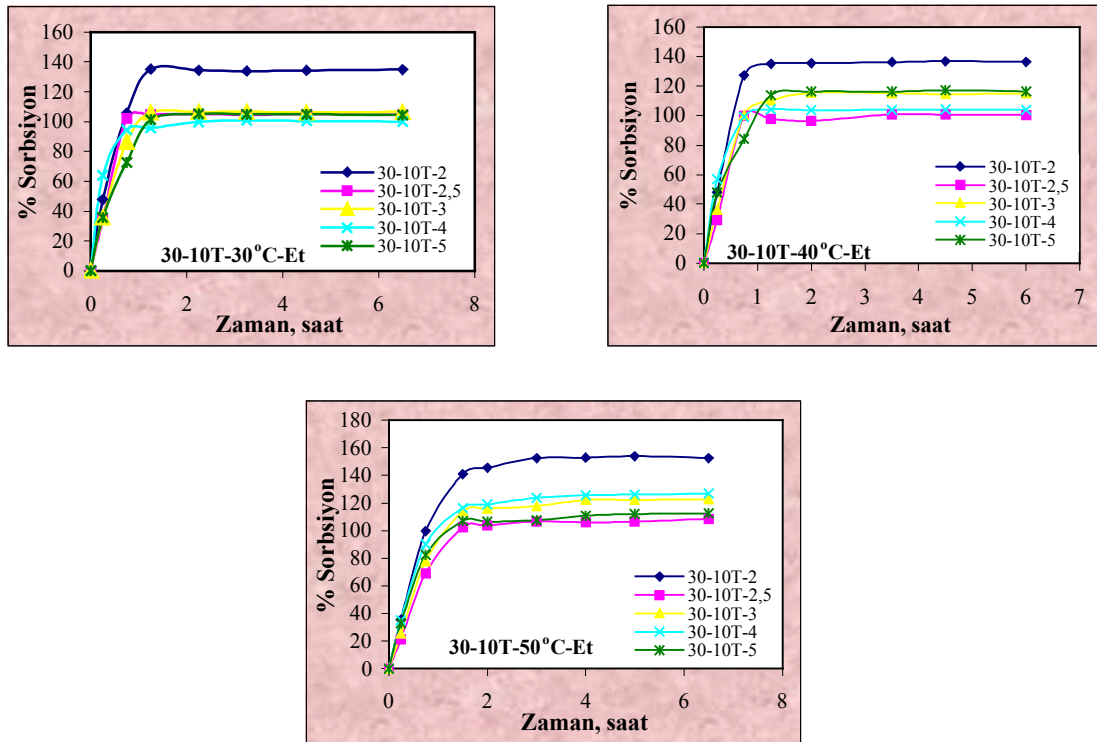 160
140
120
100
80
60
40
20
0
% Sorbsiyon
30-10T-2
30-10T-2,5
30-10T-3
30-10T-4
30-10T-5
30-10T-30°C-Et
0 2 4 6 8
Zaman, saat
160
140
120
100
80
60
40
20
0
% Sorbsiyon
30-10T-2
30-10T-2,5
30-10T-3
30-10T-4
30-10T-5
30-10T-40°C-Et
0 1 2 3 4 5 6 7
Zaman, saat
180
160
140
120
100
80
60
40
20
0
% Sorbsiyon
30-10T-2
30-10T-2,5
30-10T-3
30-10T-4
30-10T-5
30-10T-50°C-Et
0 2 4 6 8
Zaman, saat